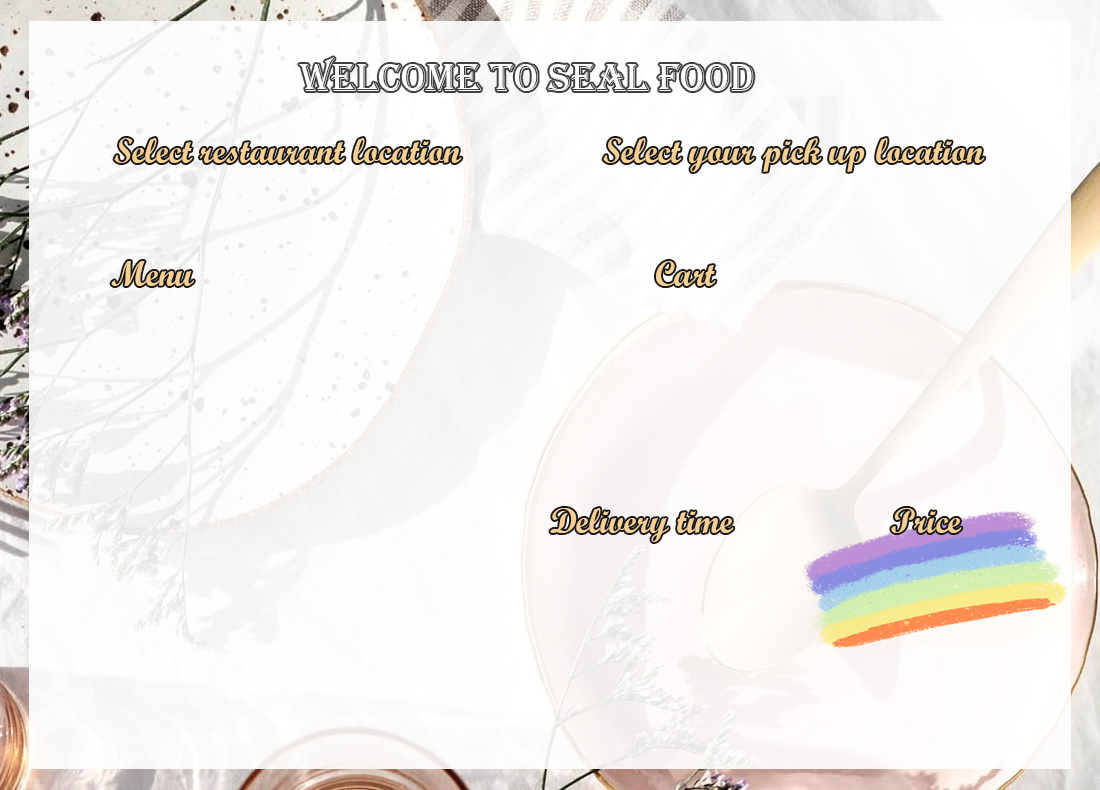 WELCOME TO SEAL FOOD
Select restaurant location
Select your pick up location
Menu
Cart
Delivery time
Price